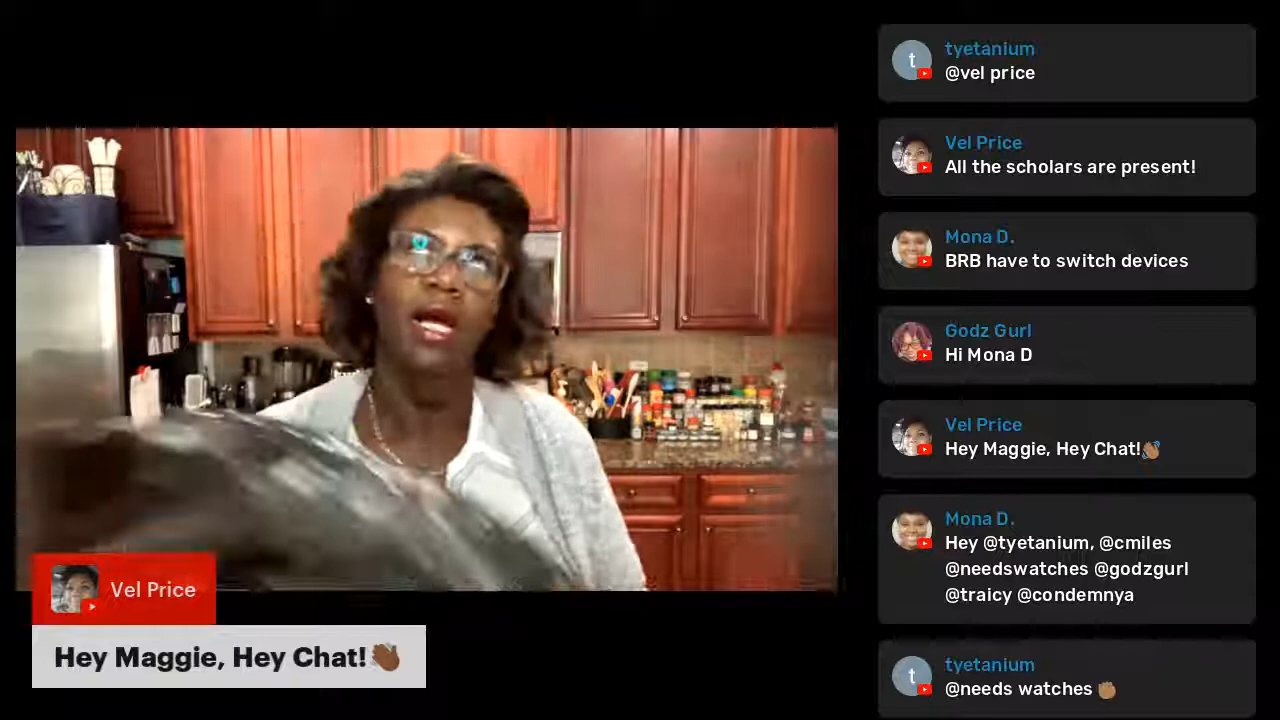 t
tyetanium
@vel price
Vel Price
All the scholars are present!
Mona D.
BRB have to switch devices
Godz Gurl
Hi Mona D
Vel Price
Hey Maggie, Hey Chat!👋🏾
Mona D.
Hey @tyetanium, @cmiles
@needswatches @godzgurl
@traicy @condemnya
t
tyetanium
@needs watches ✊🏽
Vel Price
Hey Maggie, Hey Chat!👋🏾